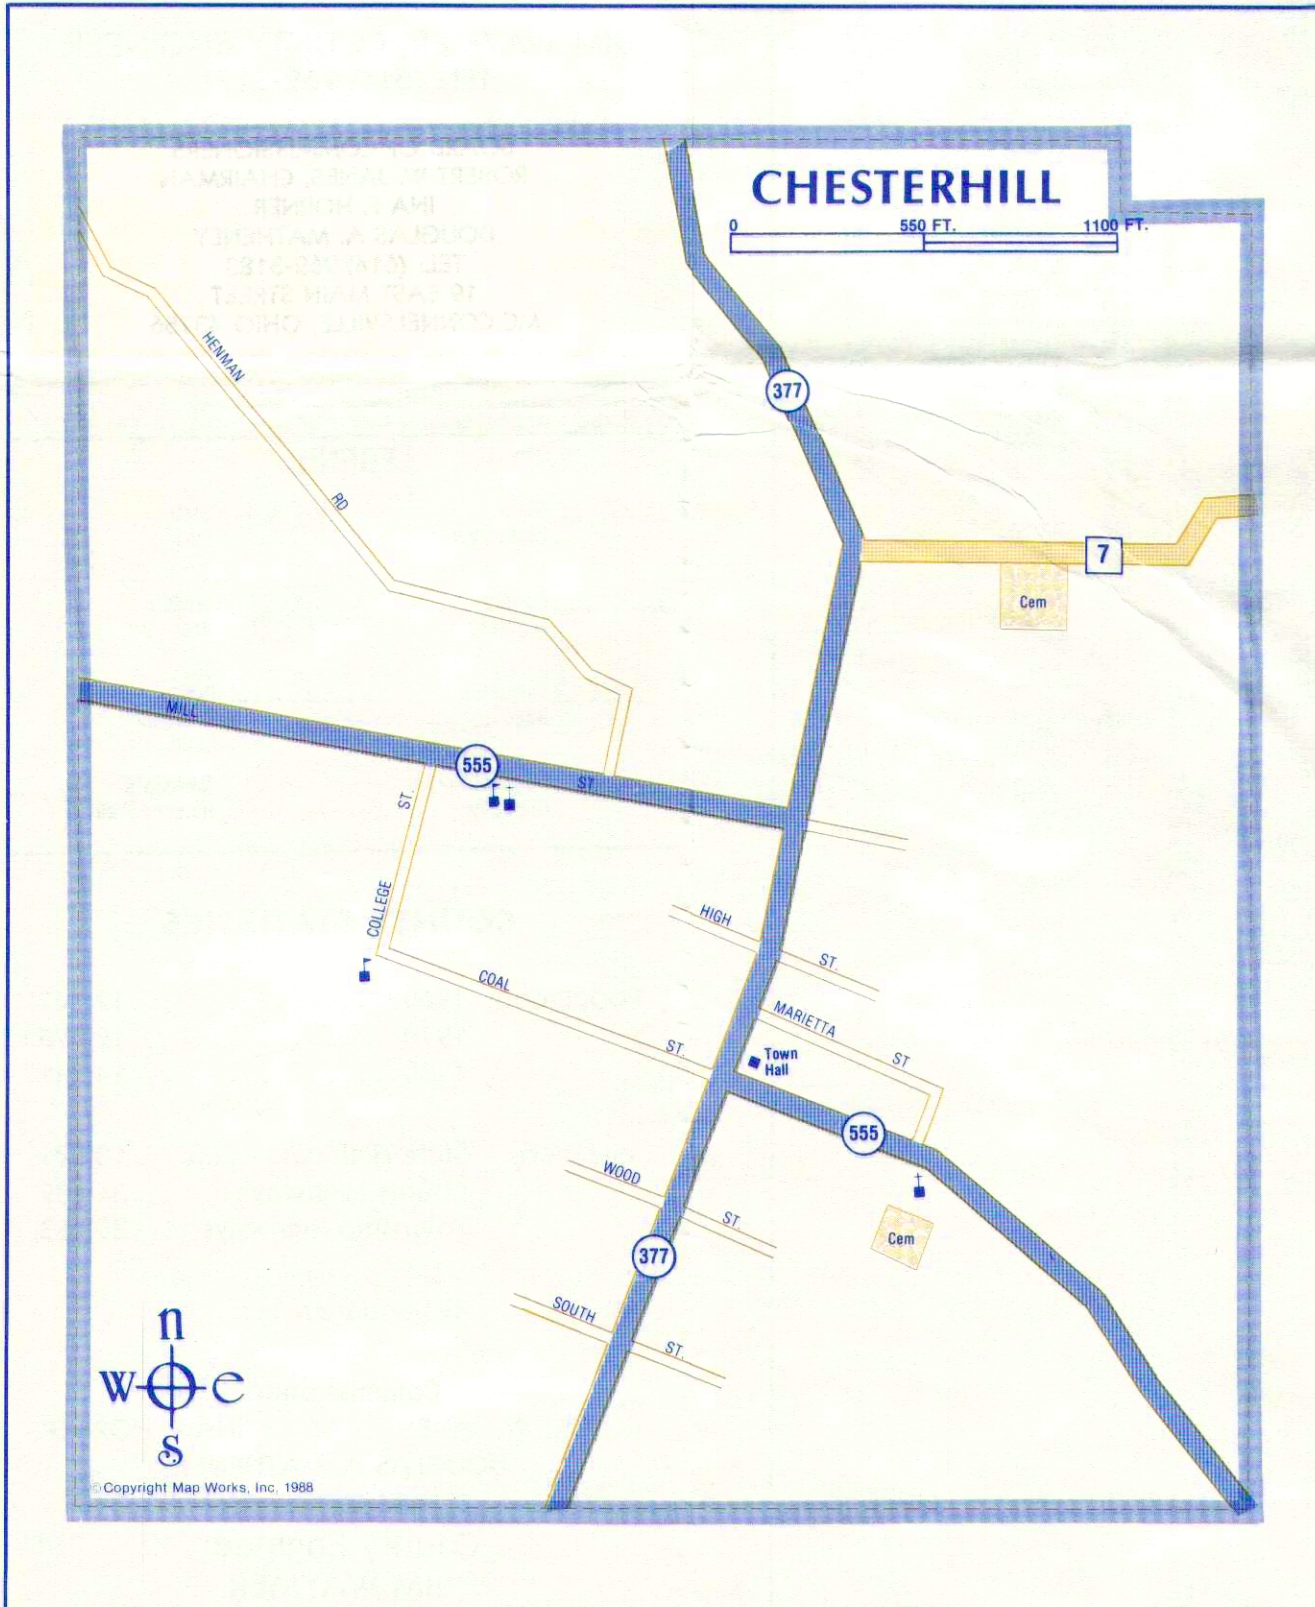 CHESTERHILL
0 550 FT. 1100 FT.
377
HENMAN RD
7
Cem
MILL ST
555
COLLEGE ST.
HIGH ST.
COAL ST.
MARIETTA ST
Town
Hall
555
WOOD ST.
Cem
377
SOUTH ST.
n
w e
s
©Copyright Map Works, Inc. 1988